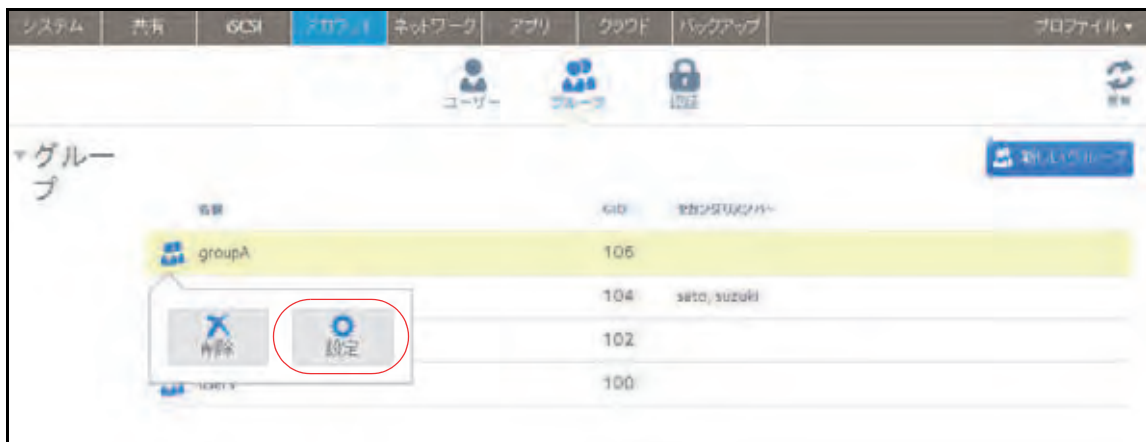 システム 共有 iSCSI アカウント ネットワーク アプリ クラウド バックアップ プロファイル
ユーザー グループ 認証
新しいグループ
グルー
プ
名前 GID セカンダリメンバー
groupA 106
104 sato, suzuki
削除 設定
102
users 100